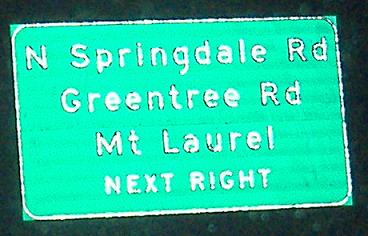 N Springdale Rd
Greentree Rd
Mt Laurel
NEXT RIGHT